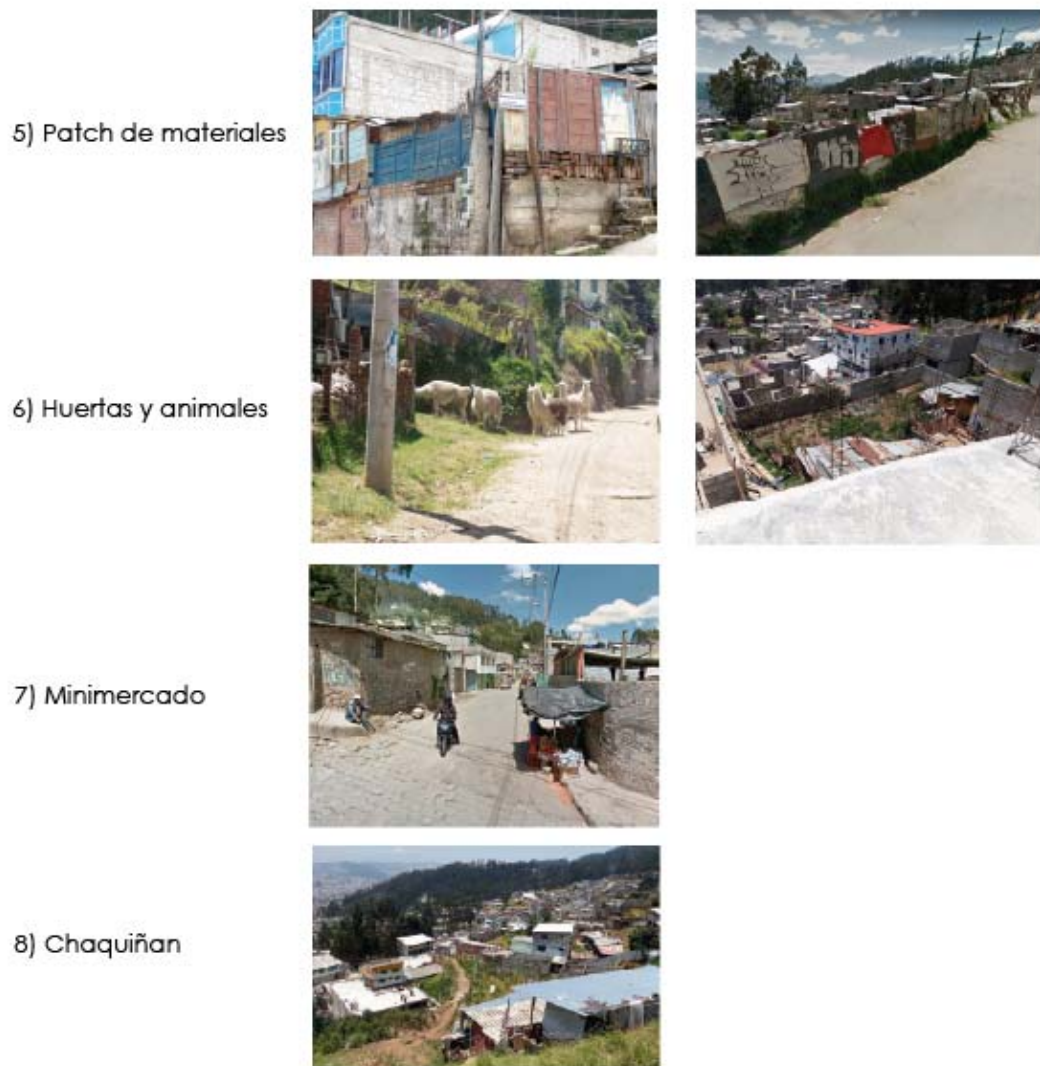 5) Patch de materiales
6) Huertas y animales
7) Minimercado
8) Chaquiñan